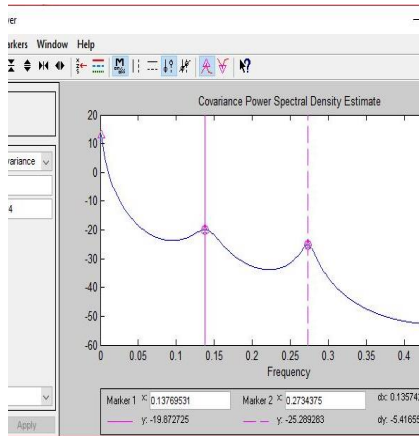 ver
arkers Window Help
Covariance Power Spectral Density Estimate
20
10
0
-10
-20
-30
-40
-50
-60
0 0.05 0.1 0.15 0.2 0.25 0.3 0.35 0.4
Frequency
variance
4
Apply
Marker 1 x: 0.13769531 Marker 2 x: 0.2734375 dx: 0.13574
y: -19.872725 y: -25.289283 dy: -5.41655